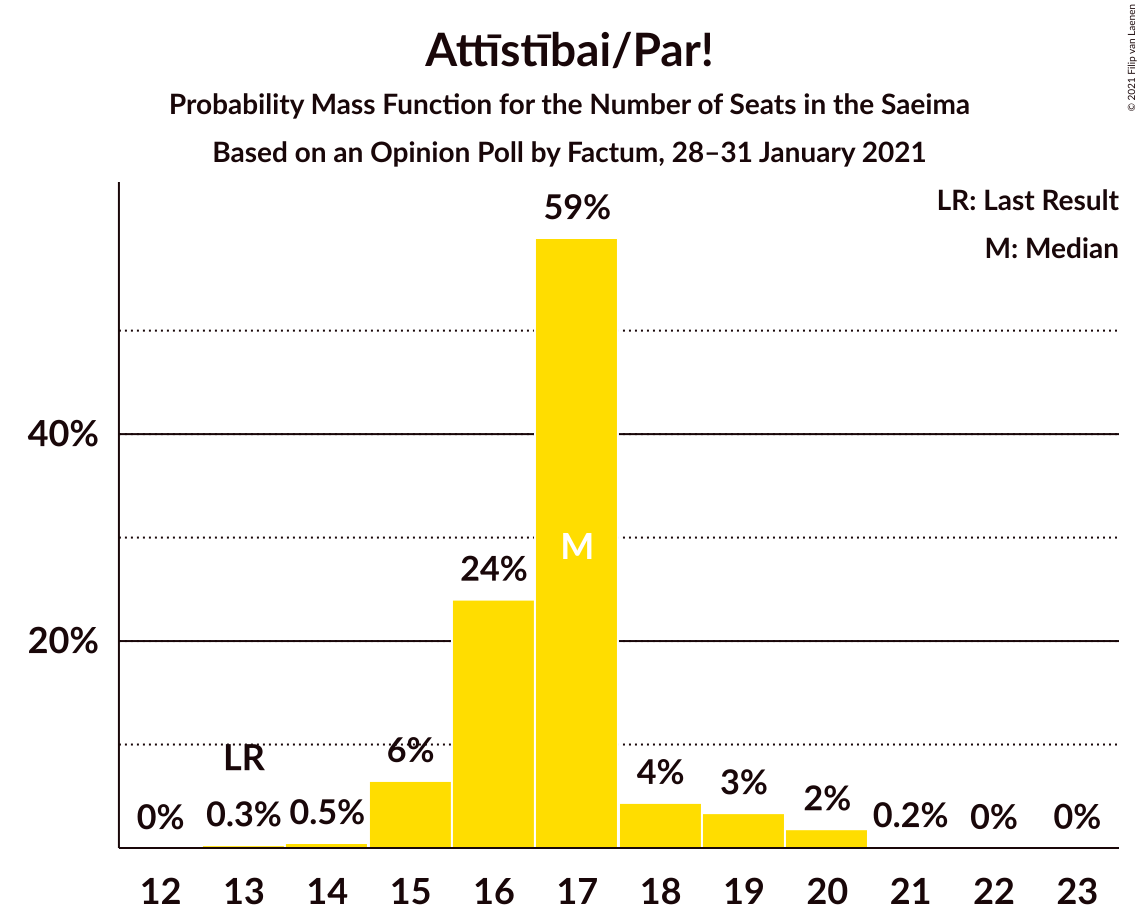 Attīstībai/Par!
Probability Mass Function for the Number of Seats in the Saeima
Based on an Opinion Poll by Factum, 28–31 January 2021
© 2021 Filip van Laenen
LR: Last Result
M: Median
59%
40%
M
24%
20%
6%
LR
4%
3%
2%
0% 0.3% 0.5% 0.2% 0% 0%
12 13 14 15 16 17 18 19 20 21 22 23